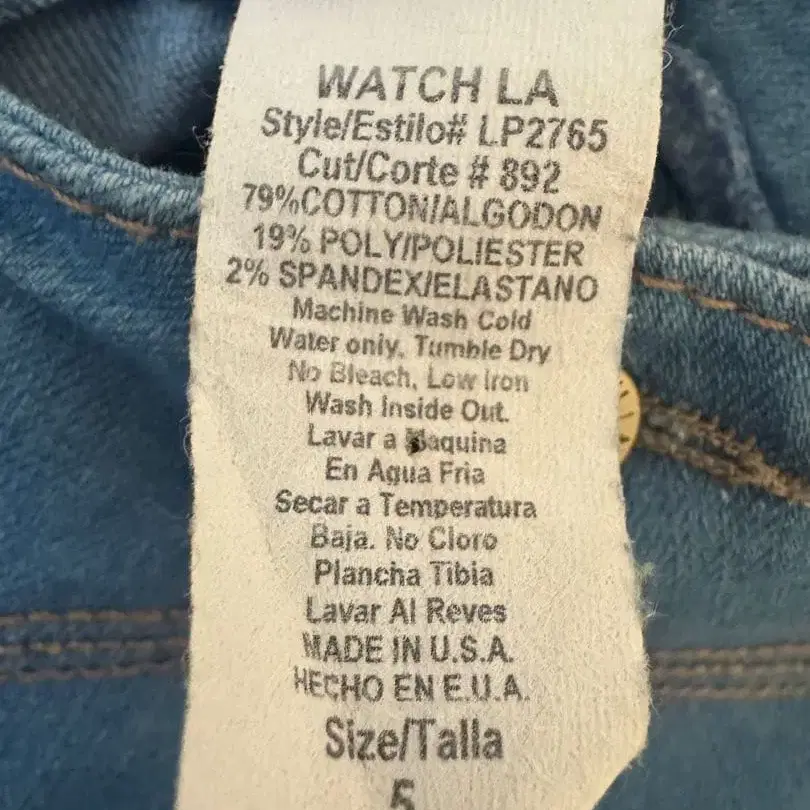 WATCH LA
Style/Estilo# LP2765
Cut/Corte # 892
79%COTTON/ALGODON
19% POLY/POLIESTER
2% SPANDEX/ELASTANO
Machine Wash Cold
Water only. Tumble Dry
No Bleach, Low Iron
Wash Inside Out.
Lavar a Maquina
En Agua Fria
Secar a Temperatura
Baja. No Cloro
Plancha Tibia
Lavar Al Reves
MADE IN U.S.A.
HECHO EN E.U.A.
Size/Talla
5